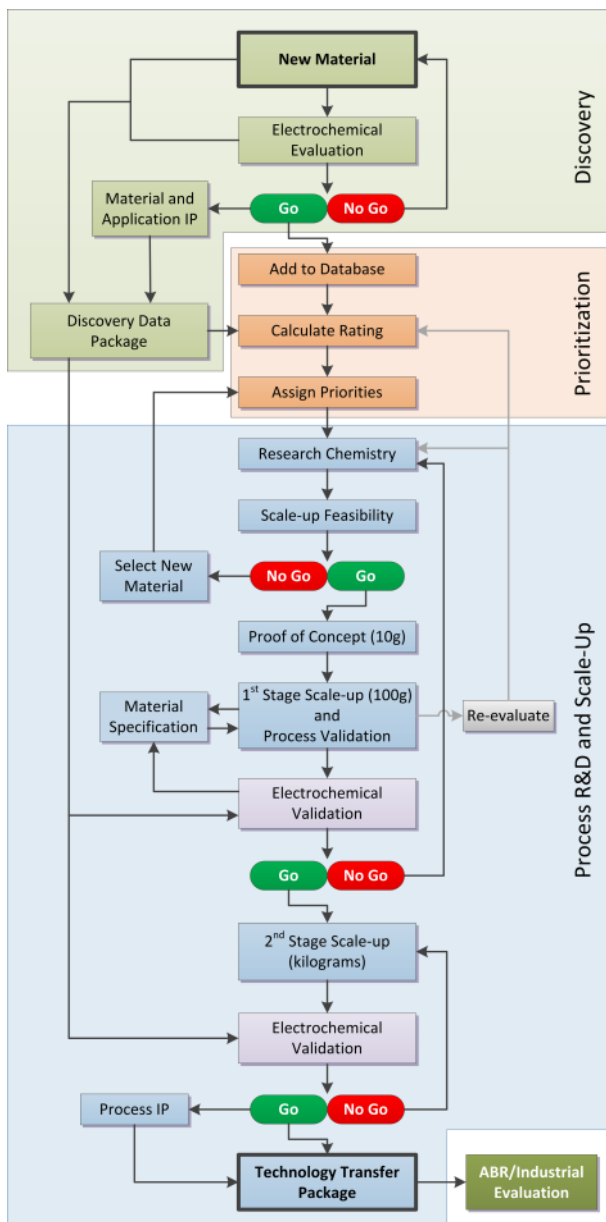 New Material
Discovery
Electrochemical
Evaluation
Material and
Application IP
Go
No Go
Add to Database
Prioritization
Discovery Data
Package
Calculate Rating
Assign Priorities
Research Chemistry
Process R&D and Scale-Up
Scale-up Feasibility
Select New
Material
No Go
Go
Proof of Concept (10g)
Material
Specification
1st Stage Scale-up (100g)
and
Process Validation
Re-evaluate
Electrochemical
Validation
Go
No Go
2nd Stage Scale-up
(kilograms)
Electrochemical
Validation
Process IP
Go
No Go
Technology Transfer
Package
ABR/Industrial
Evaluation